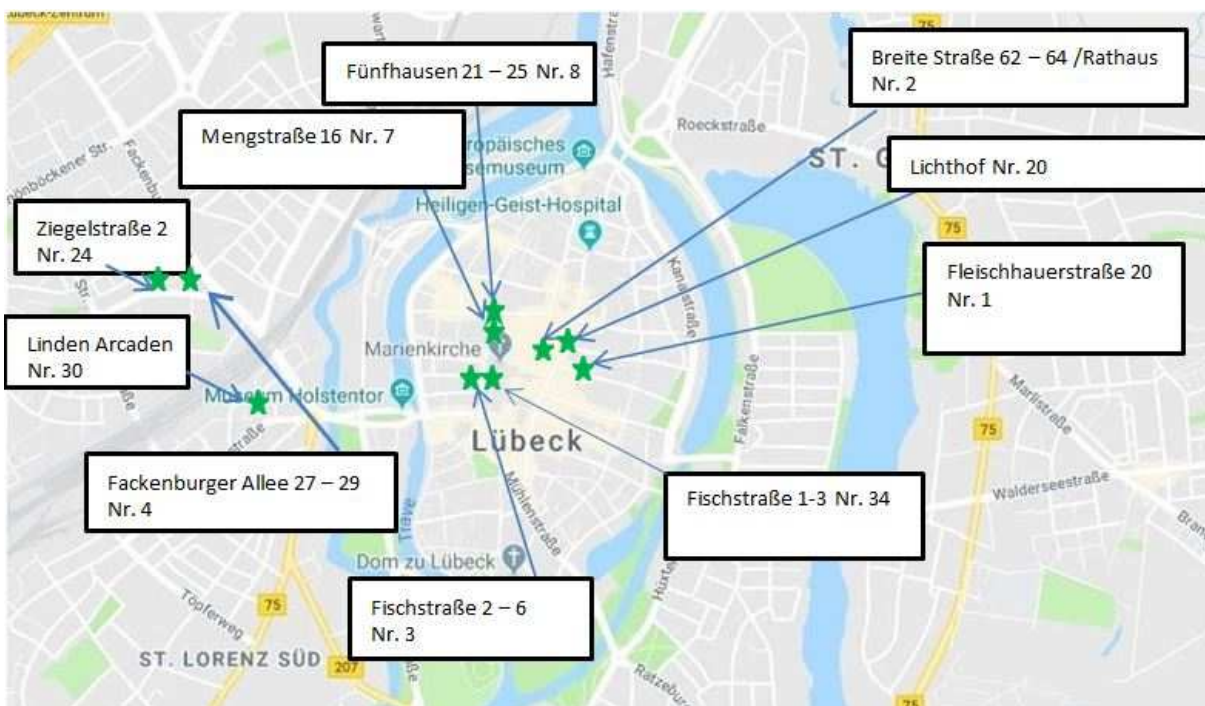 Lübeck-Zentrum
Hafenstraße
Fünfhausen 21 – 25 Nr. 8
Breite Straße 62 – 64 /Rathaus
Nr. 2
Mengstraße 16 Nr. 7
Roeckstraße
ST. G
Lichthof Nr. 20
Heiligen-Geist-Hospital
75
Ziegelstraße 2
Nr. 24
Kanalstraße
Fleischhauerstraße 20
Nr. 1
Linden Arcaden
Nr. 30
Marienkirche
Museum Holstentor
Falkenstraße
Marlistraße
75
Lübeck
Fackenburger Allee 27 – 29
Nr. 4
Fischstraße 1-3 Nr. 34
Walderseestraße
Mühlenstraße
Trave
Dom zu Lübeck
Fischstraße 2 – 6
Nr. 3
75
Töpferweg
ST. LORENZ SÜD
207
75